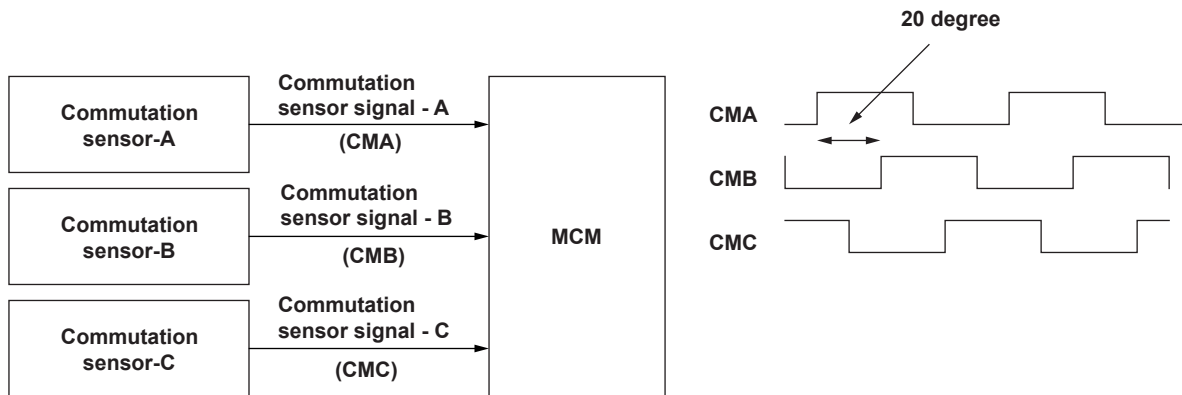 20 degree
Commutation
sensor-A
Commutation
sensor signal - A
(CMA)
Commutation
sensor-B
Commutation
sensor signal - B
(CMB)
Commutation
sensor-C
Commutation
sensor signal - C
(CMC)
MCM
CMA
CMB
CMC